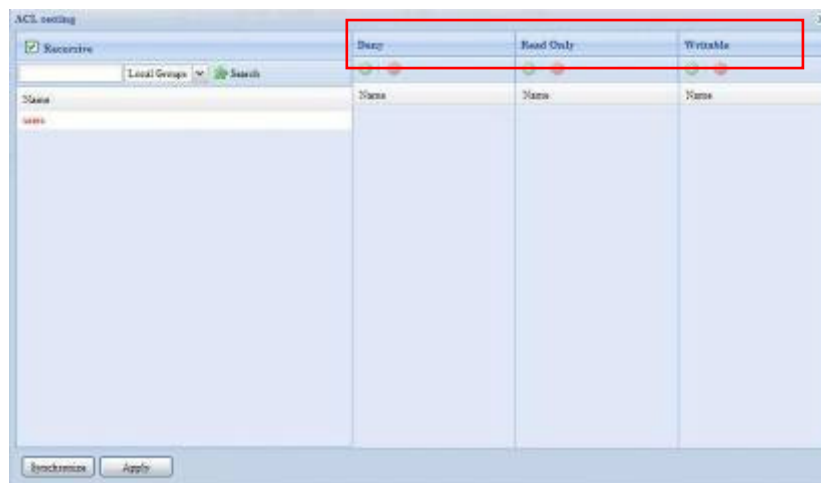 ACL setting
Recursive
Deny
Read Only
Writable
Local Groups
Search
Name
Name
Name
Name
users
Synchronize
Apply